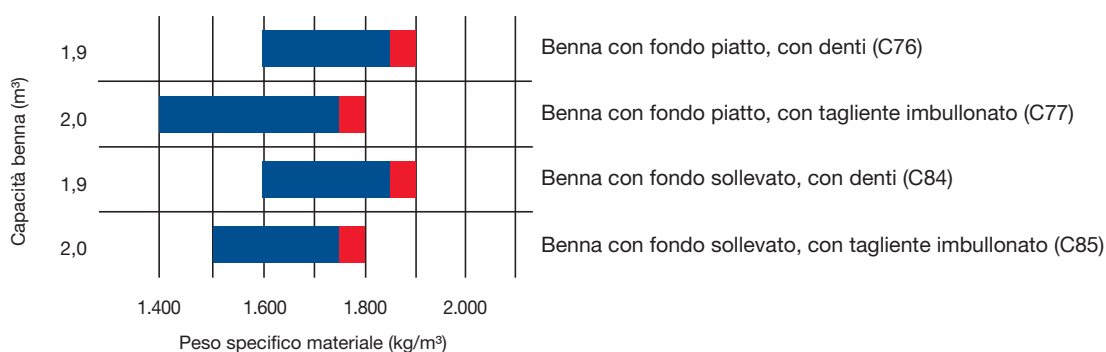 Capacità benna (m³)
1,9 Benna con fondo piatto, con denti (C76)
2,0 Benna con fondo piatto, con tagliente imbullonato (C77)
1,9 Benna con fondo sollevato, con denti (C84)
2,0 Benna con fondo sollevato, con tagliente imbullonato (C85)
1.400 1.600 1.800 2.000
Peso specifico materiale (kg/m³)